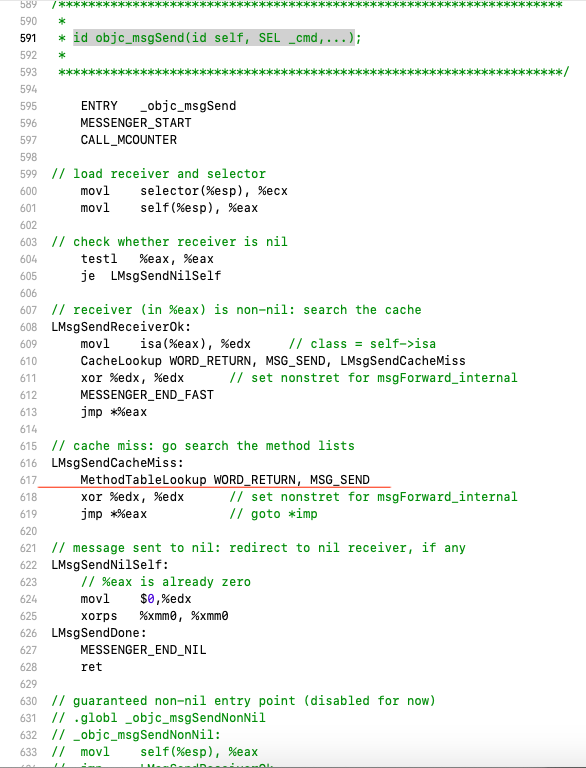 589 /********************************************************************
590 *
591 * id objc_msgSend(id self, SEL _cmd,...);
592 *
593 ********************************************************************/
594
595 ENTRY _objc_msgSend
596 MESSENGER_START
597 CALL_MCOUNTER
598
599 // load receiver and selector
600 movl selector(%esp), %ecx
601 movl self(%esp), %eax
602
603 // check whether receiver is nil
604 testl %eax, %eax
605 je LMsgSendNilSelf
606
607 // receiver (in %eax) is non-nil: search the cache
608 LMsgSendReceiverOk:
609 movl isa(%eax), %edx // class = self->isa
610 CacheLookup WORD_RETURN, MSG_SEND, LMsgSendCacheMiss
611 xor %edx, %edx // set nonstret for msgForward_internal
612 MESSENGER_END_FAST
613 jmp *%eax
614
615 // cache miss: go search the method lists
616 LMsgSendCacheMiss:
617 MethodTableLookup WORD_RETURN, MSG_SEND
618 xor %edx, %edx // set nonstret for msgForward_internal
619 jmp *%eax // goto *imp
620
621 // message sent to nil: redirect to nil receiver, if any
622 LMsgSendNilSelf:
623 // %eax is already zero
624 movl $0,%edx
625 xorps %xmm0, %xmm0
626 LMsgSendDone:
627 MESSENGER_END_NIL
628 ret
629
630 // guaranteed non-nil entry point (disabled for now)
631 // .globl _objc_msgSendNonNil
632 // _objc_msgSendNonNil:
633 // movl self(%esp), %eax